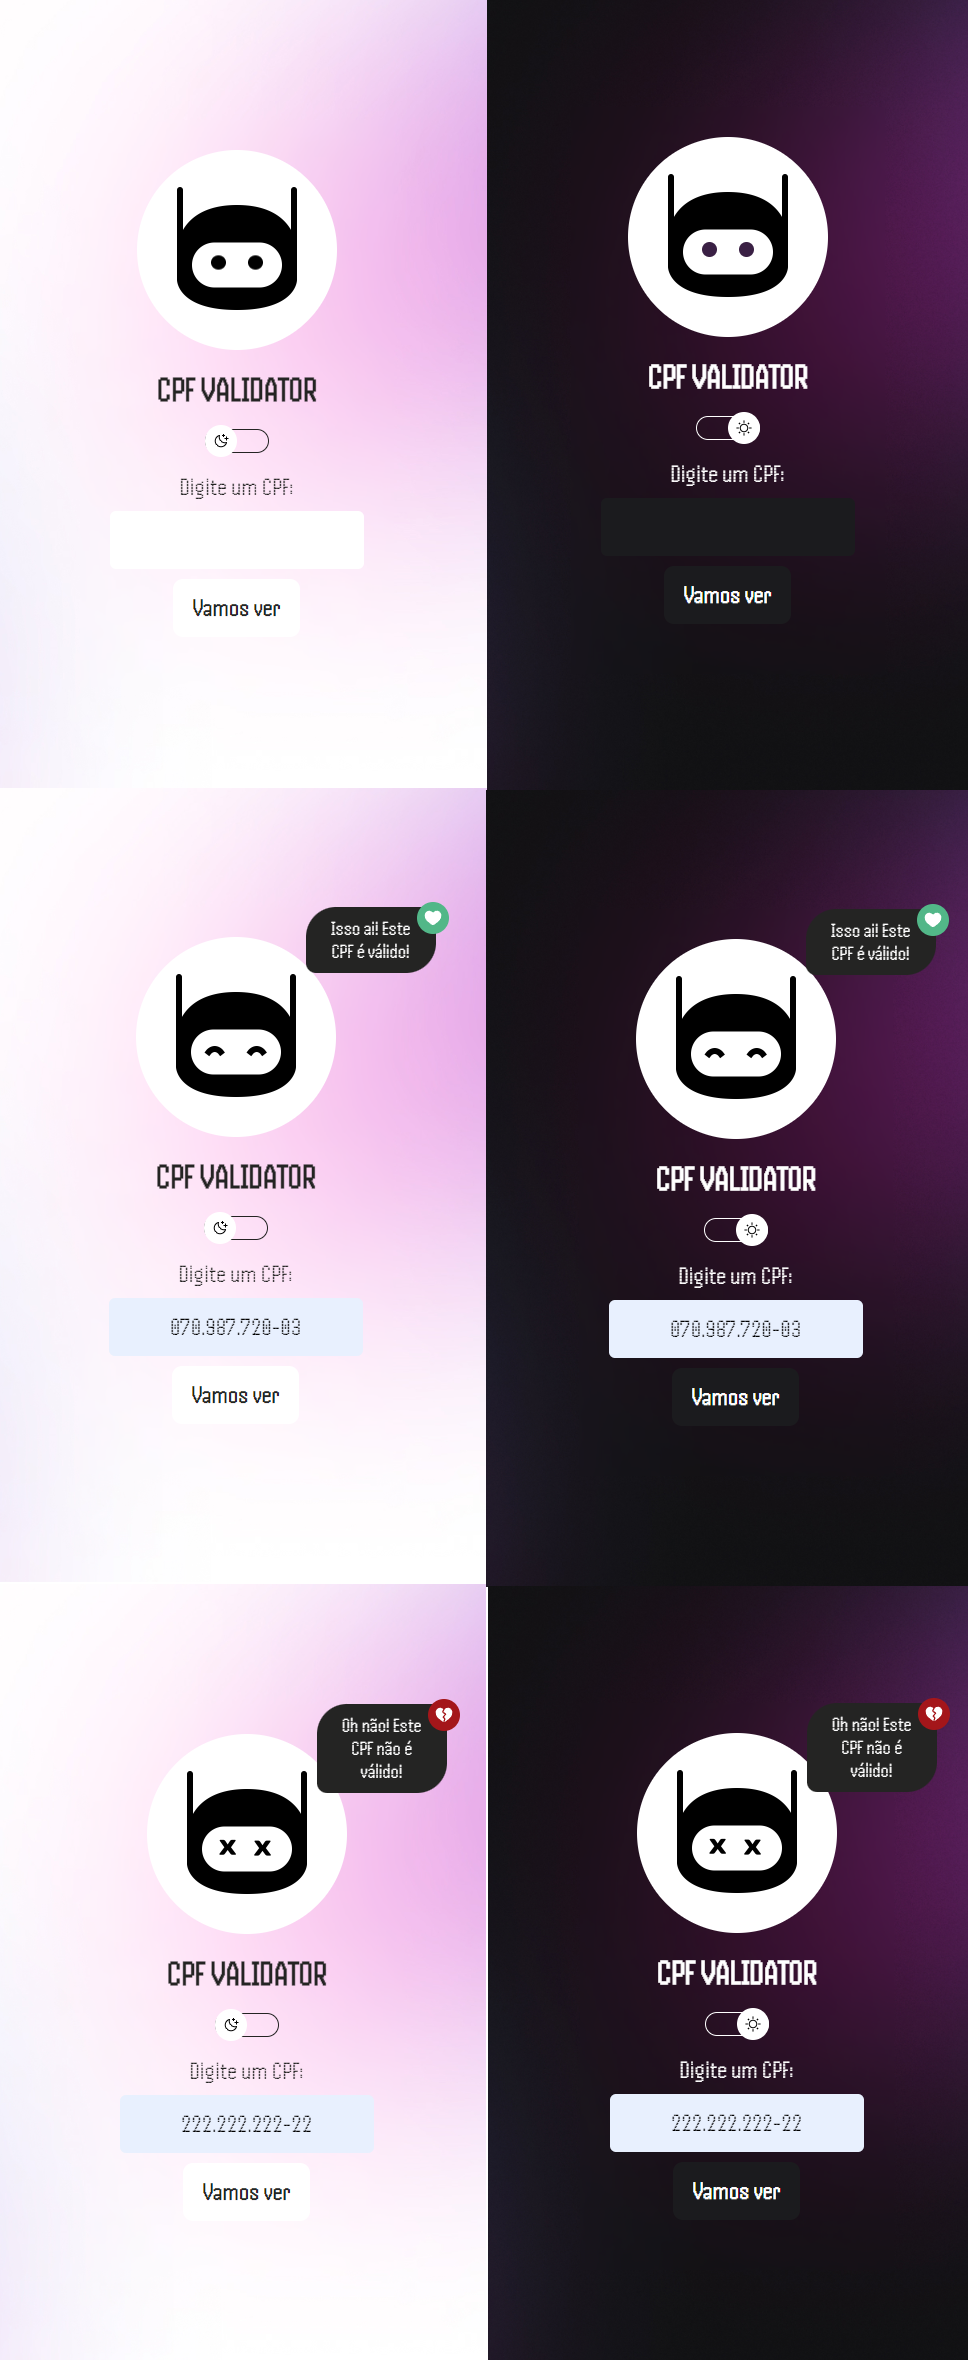 CPF VALIDATOR
Digite um CPF:
Vamos ver
CPF VALIDATOR
Digite um CPF:
Vamos ver
Isso aí! Este
CPF é válido!
CPF VALIDATOR
Digite um CPF:
070.987.720-03
Vamos ver
Isso aí! Este
CPF é válido!
CPF VALIDATOR
Digite um CPF:
070.987.720-03
Vamos ver
Oh não! Este
CPF não é
válido!
CPF VALIDATOR
Digite um CPF:
222.222.222-22
Vamos ver
Oh não! Este
CPF não é
válido!
CPF VALIDATOR
Digite um CPF:
222.222.222-22
Vamos ver